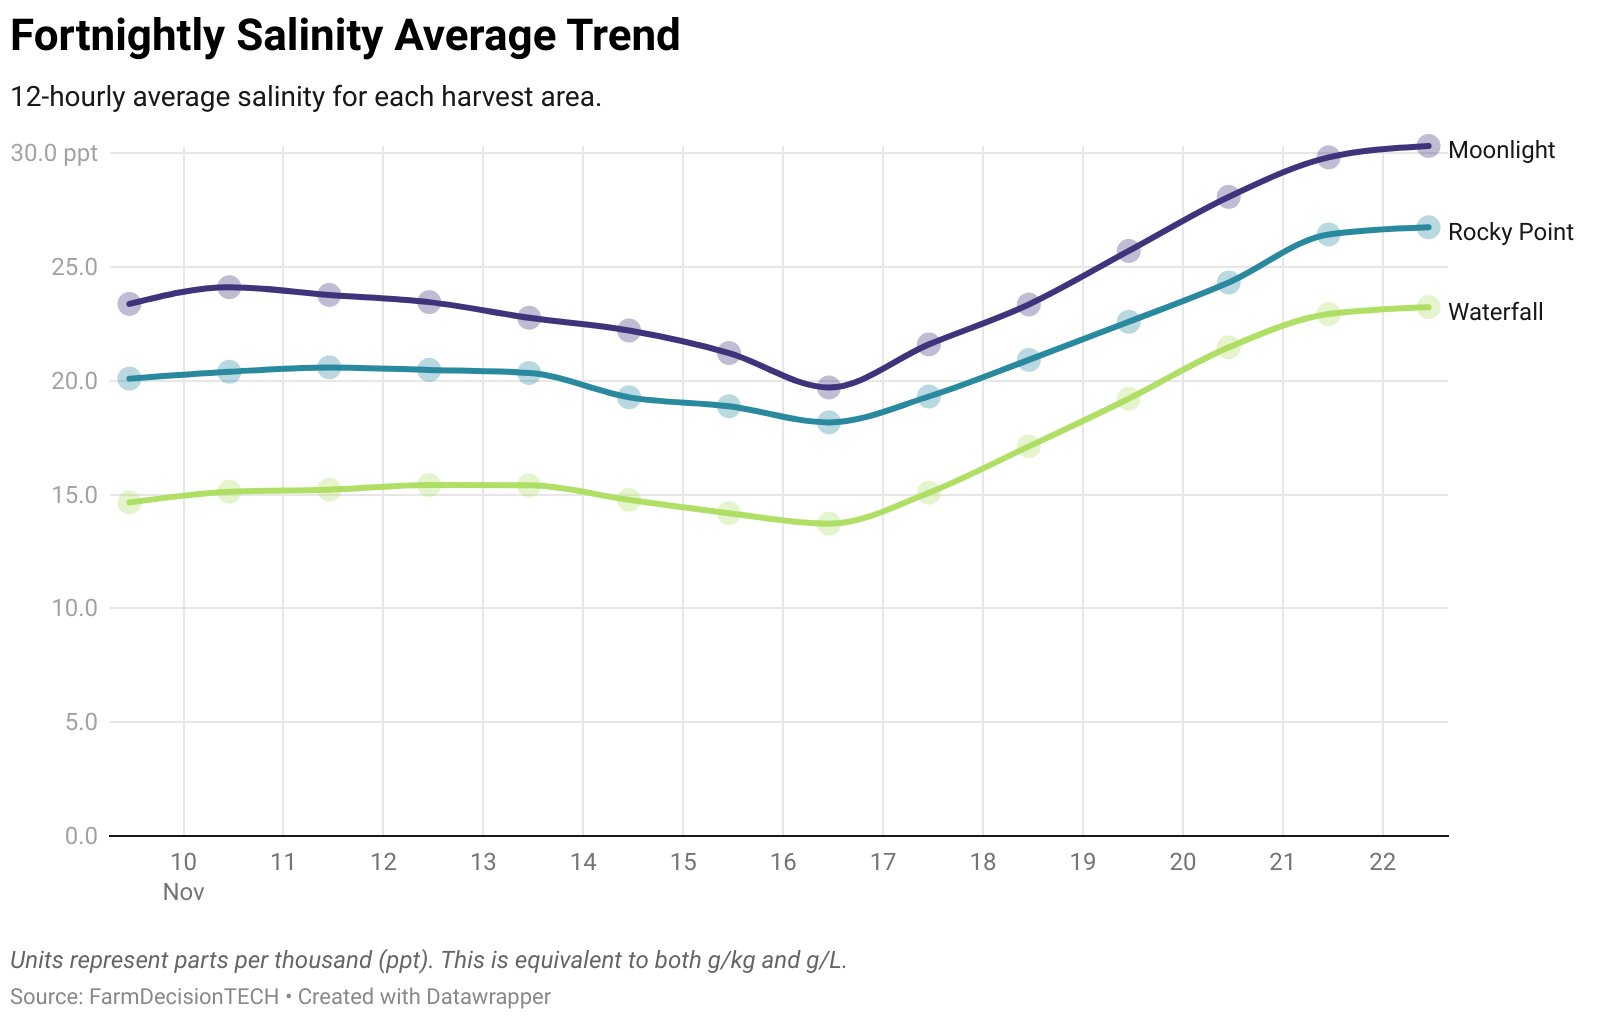 Fortnightly Salinity Average Trend
12-hourly average salinity for each harvest area.
30.0 ppt
25.0
20.0
15.0
10.0
5.0
0.0
Moonlight
Rocky Point
Waterfall
10 11 12 13 14 15 16 17 18 19 20 21 22
Nov
Units represent parts per thousand (ppt). This is equivalent to both g/kg and g/L.
Source: FarmDecisionTECH • Created with Datawrapper